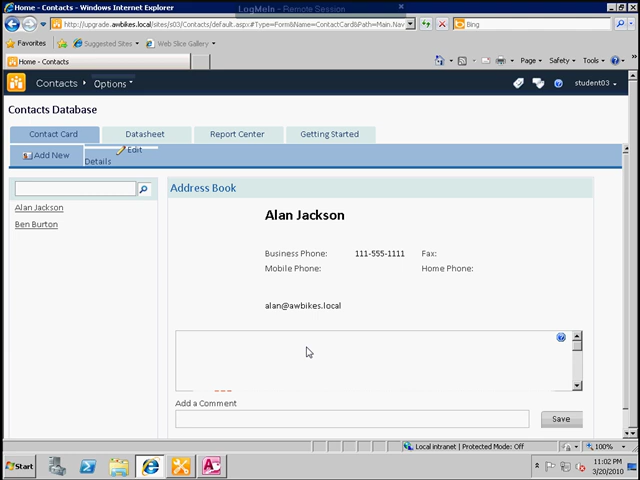 Home - Contacts - Windows Internet Explorer
LogMeIn - Remote Session
http://upgrade.awbikes.local/sites/s03/Contacts/default.aspx#Type=Form&Name=ContactCard&Path=Main.Nav
Bing
Favorites
Suggested Sites
Web Slice Gallery
Home - Contacts
Page
Safety
Tools
Contacts
Options
student03
Contacts Database
Contact Card
Datasheet
Report Center
Getting Started
Add New
Edit
Details
Address Book
Alan Jackson
Ben Burton
Alan Jackson
Business Phone: 111-555-1111 Fax:
Mobile Phone: Home Phone:
alan@awbikes.local
Add a Comment
Save
Local intranet | Protected Mode: Off
100%
Start
11:02 PM
3/20/2010